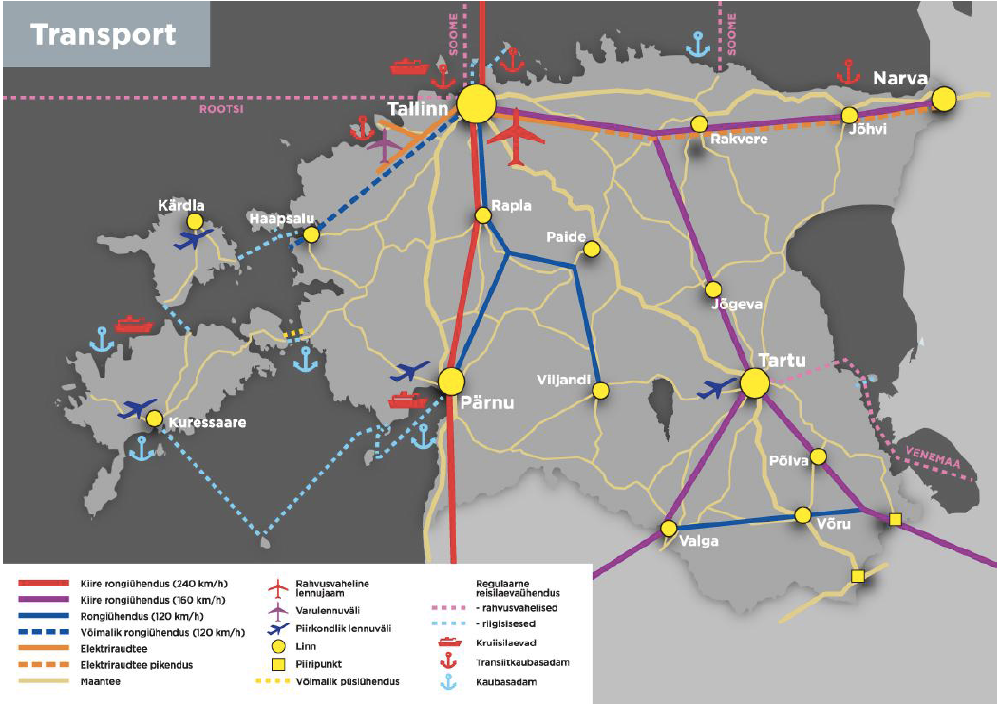 Transport
SOOME
SOOME
ROOTSI
Tallinn
Narva
Rakvere
Jõhvi
Kärdla
Haapsalu
Rapla
Paide
Jõgeva
Tartu
Viljandi
Pärnu
Kuressaare
VENEMAA
Põlva
Võru
Valga
Kiire rongiühendus (240 km/h)
Kiire rongiühendus (160 km/h)
Rongiühendus (120 km/h)
Võimalik rongiühendus (120 km/h)
Elektriraudtee
Elektriraudtee pikendus
Maantee
Rahvusvaheline
lennujaam
Varulennuväli
Piirkondlik lennuväli
Linn
Piiripunkt
Võimalik püsiühendus
Regulaarne
reisilaevaühendus
- rahvusvahelised
- riigisisesed
Kruiisilaevad
Transiitkaubasadam
Kaubasadam